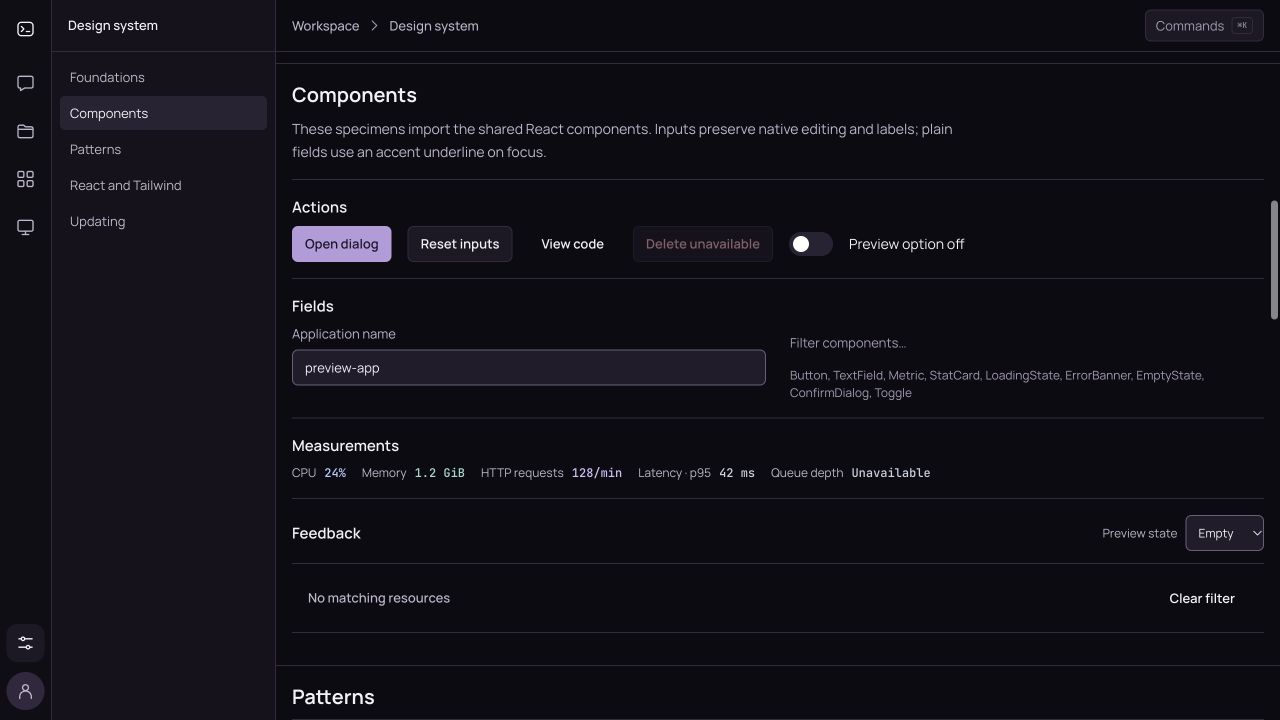 Design system
Workspace
Design system
Commands
⌘K
Foundations
Components
Patterns
React and Tailwind
Updating
Components
These specimens import the shared React components. Inputs preserve native editing and labels; plain
fields use an accent underline on focus.
Actions
Open dialog
Reset inputs
View code
Delete unavailable
Preview option off
Fields
Application name
preview-app
Filter components…
Button, TextField, Metric, StatCard, LoadingState, ErrorBanner, EmptyState,
ConfirmDialog, Toggle
Measurements
CPU 24% Memory 1.2 GiB HTTP requests 128/min Latency · p95 42 ms Queue depth Unavailable
Feedback
Preview state
Empty
No matching resources
Clear filter
Patterns